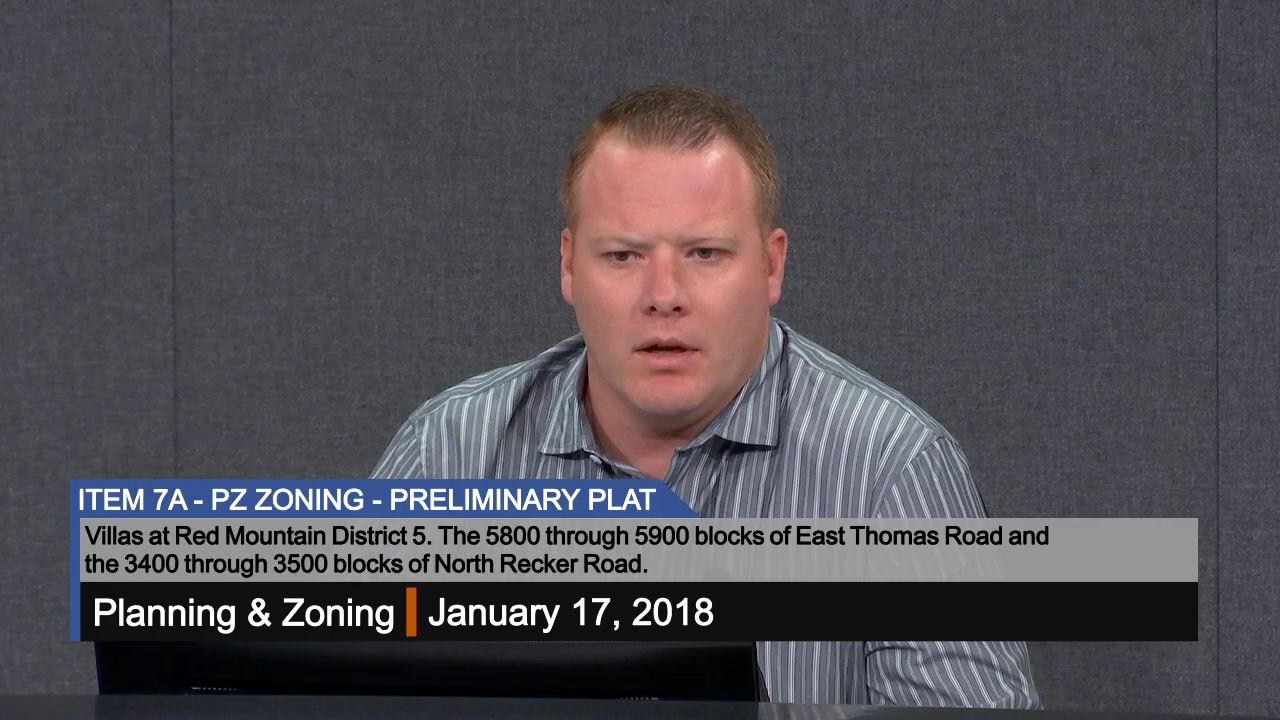 ITEM 7A - PZ ZONING - PRELIMINARY PLAT
Villas at Red Mountain District 5. The 5800 through 5900 blocks of East Thomas Road and
the 3400 through 3500 blocks of North Recker Road.
Planning & Zoning | January 17, 2018